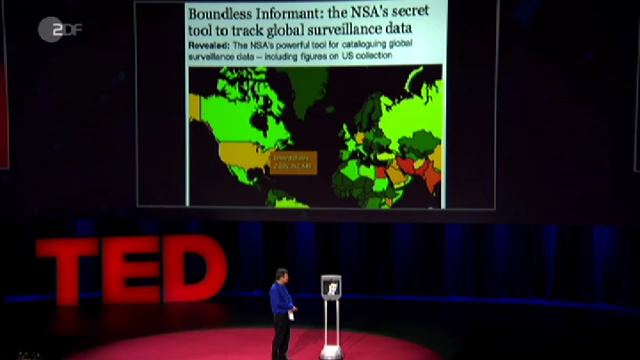 ZDF
Boundless Informant: the NSA's secret
tool to track global surveillance data
Revealed: The NSA's powerful tool for cataloguing global
surveillance data – including figures on US collection
TED